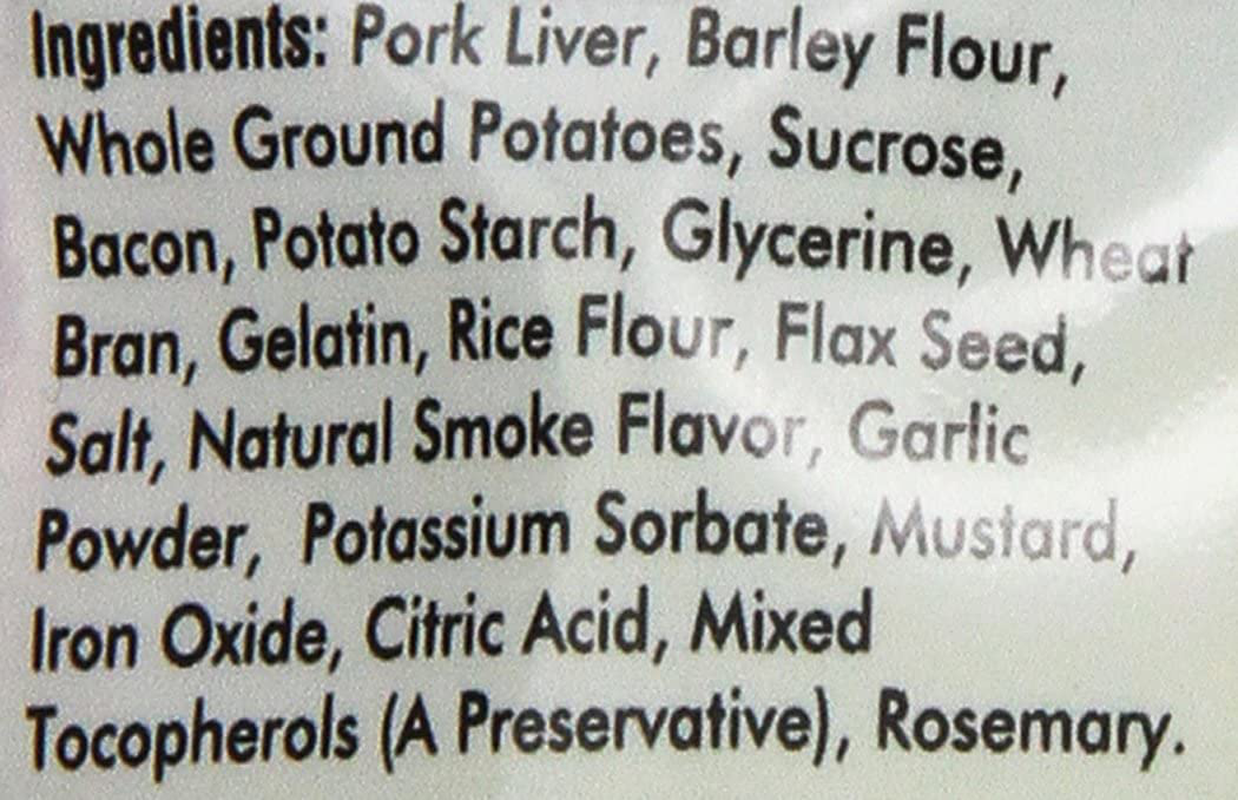 Ingredients: Pork Liver, Barley Flour,
Whole Ground Potatoes, Sucrose,
Bacon, Potato Starch, Glycerine, Wheat
Bran, Gelatin, Rice Flour, Flax Seed,
Salt, Natural Smoke Flavor, Garlic
Powder, Potassium Sorbate, Mustard,
Iron Oxide, Citric Acid, Mixed
Tocopherols (A Preservative), Rosemary.